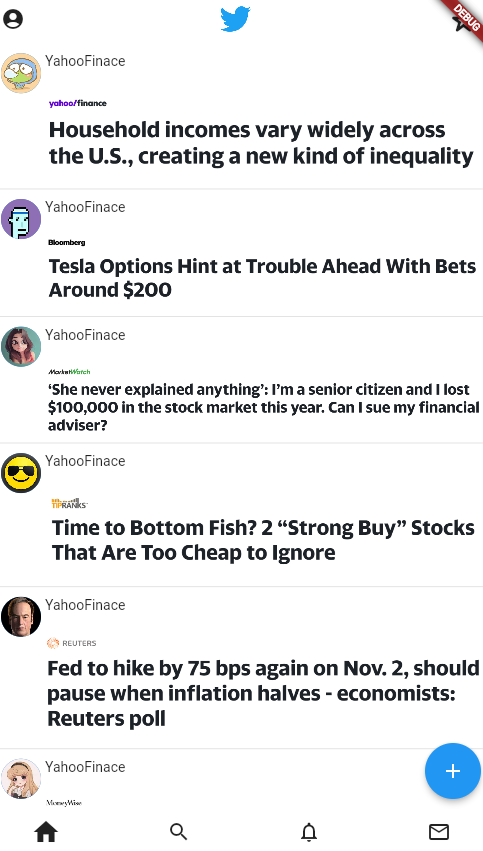 DEBUG
YahooFinace
yahoo/finance
Household incomes vary widely across
the U.S., creating a new kind of inequality
YahooFinace
Bloomberg
Tesla Options Hint at Trouble Ahead With Bets
Around $200
YahooFinace
MarketWatch
‘She never explained anything’: I’m a senior citizen and I lost
$100,000 in the stock market this year. Can I sue my financial
adviser?
YahooFinace
TIPRANKS
Time to Bottom Fish? 2 “Strong Buy” Stocks
That Are Too Cheap to Ignore
YahooFinace
REUTERS
Fed to hike by 75 bps again on Nov. 2, should
pause when inflation halves - economists:
Reuters poll
YahooFinace
MoneyWise